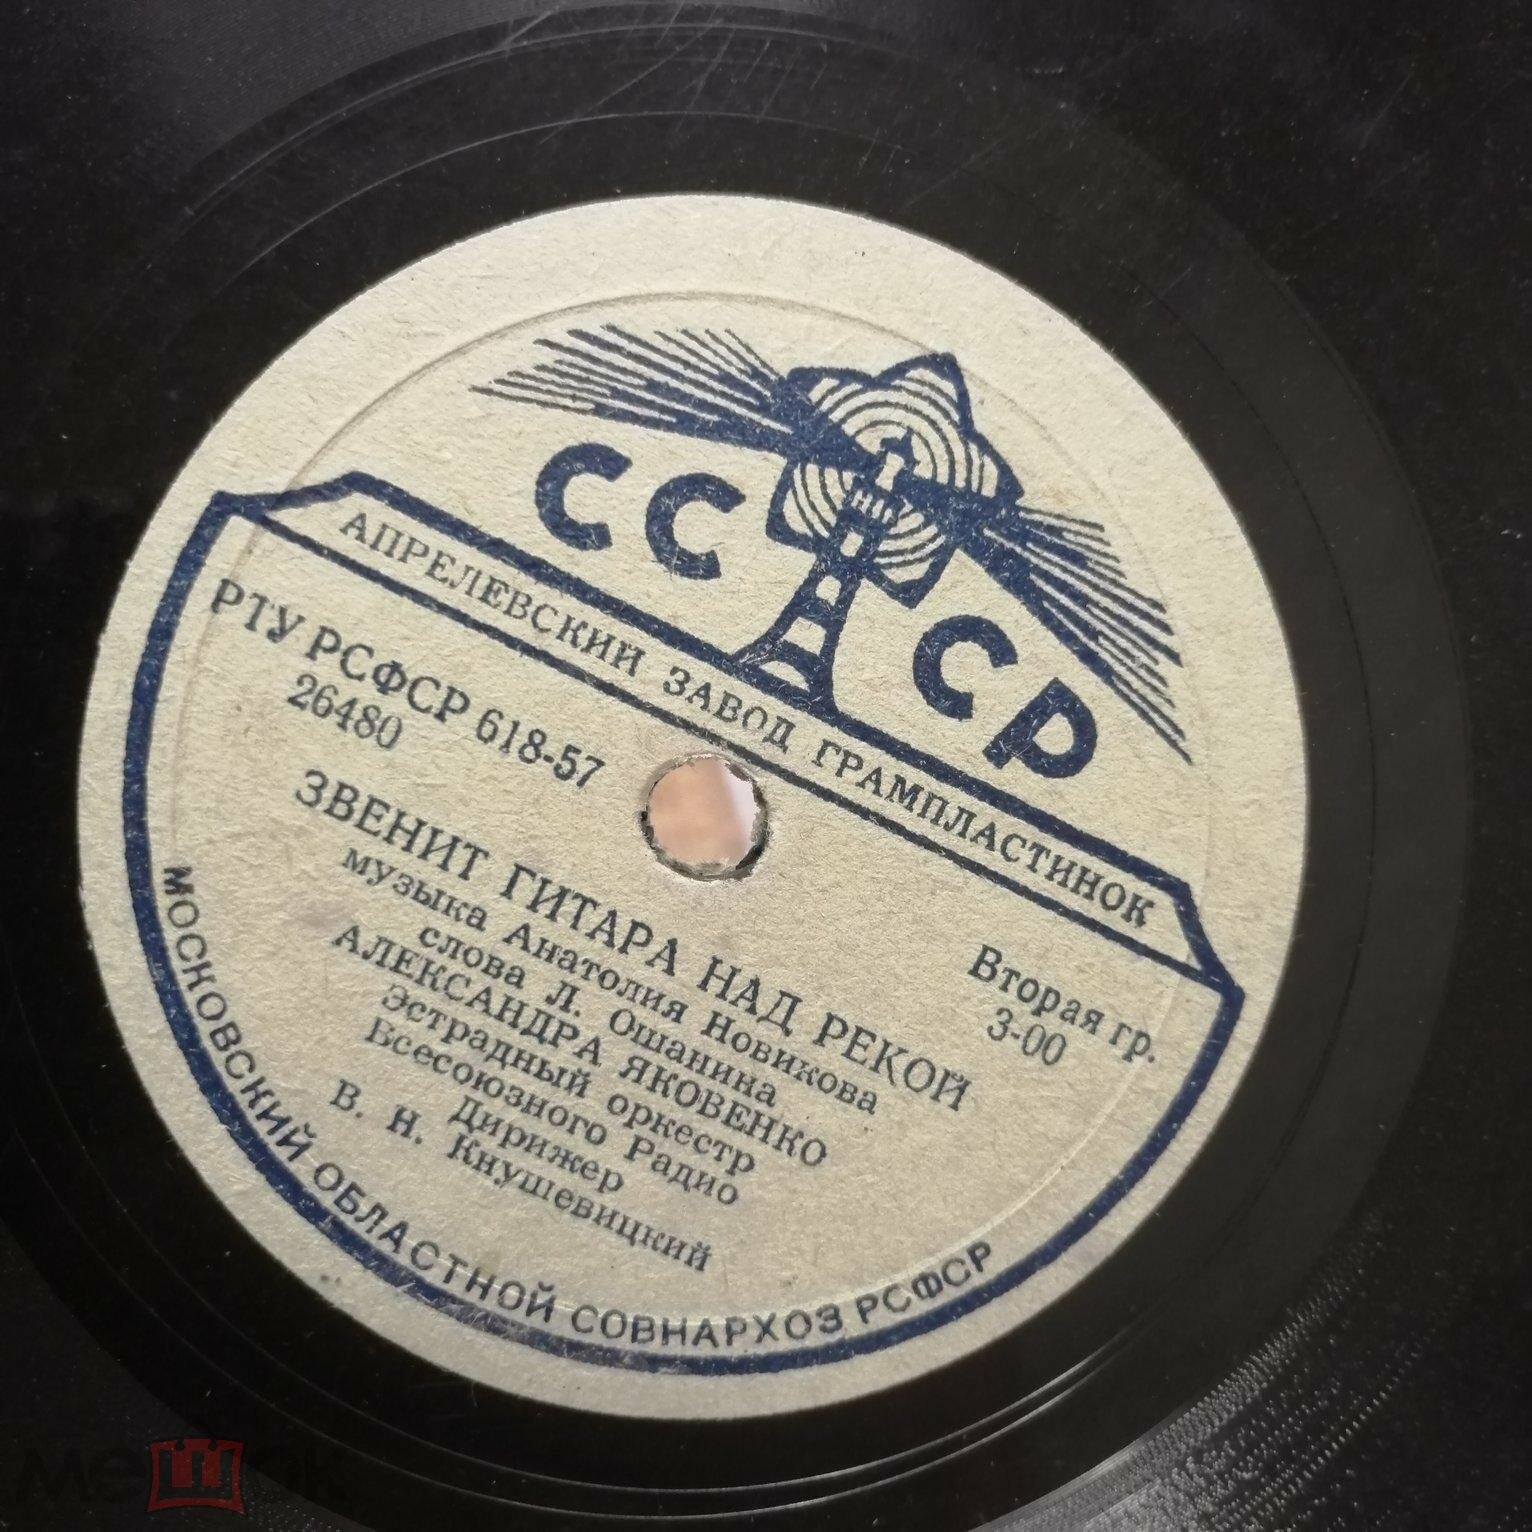 СССР
АПРЕЛЕВСКИЙ ЗАВОД ГРАМПЛАСТИНОК
РТУ РСФСР 618-57
26480
Вторая гр.
3-00
ЗВЕНИТ ГИТАРА НАД РЕКОЙ
музыка Анатолия Новикова
слова Л. Ошанина
АЛЕКСАНДРА ЯКОВЕНКО
Эстрадный оркестр
Всесоюзного Радио
Дирижер
В. Н. Кнушевицкий
МОСКОВСКИЙ ОБЛАСТНОЙ СОВНАРХОЗ РСФСР
мешок